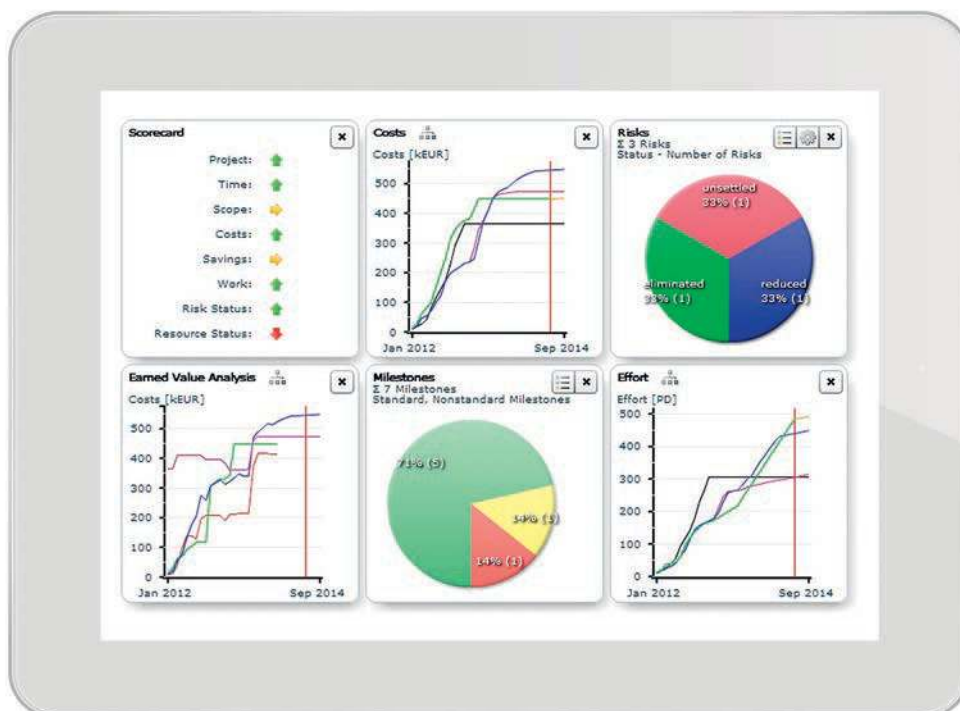 Scorecard
Project:
Time:
Scope:
Costs:
Savings:
Work:
Risk Status:
Resource Status:
Costs
Costs [kEUR]
500
400
300
200
100
0
Jan 2012
Sep 2014
Risks
Σ 3 Risks
Status - Number of Risks
unsettled
33% (1)
eliminated
33% (1)
reduced
33% (1)
Earned Value Analysis
Costs [kEUR]
500
400
300
200
100
0
Jan 2012
Sep 2014
Milestones
Σ 7 Milestones
Standard, Nonstandard Milestones
71% (5)
14% (1)
14% (1)
Effort
Effort [PD]
500
400
300
200
100
0
Jan 2012
Sep 2014